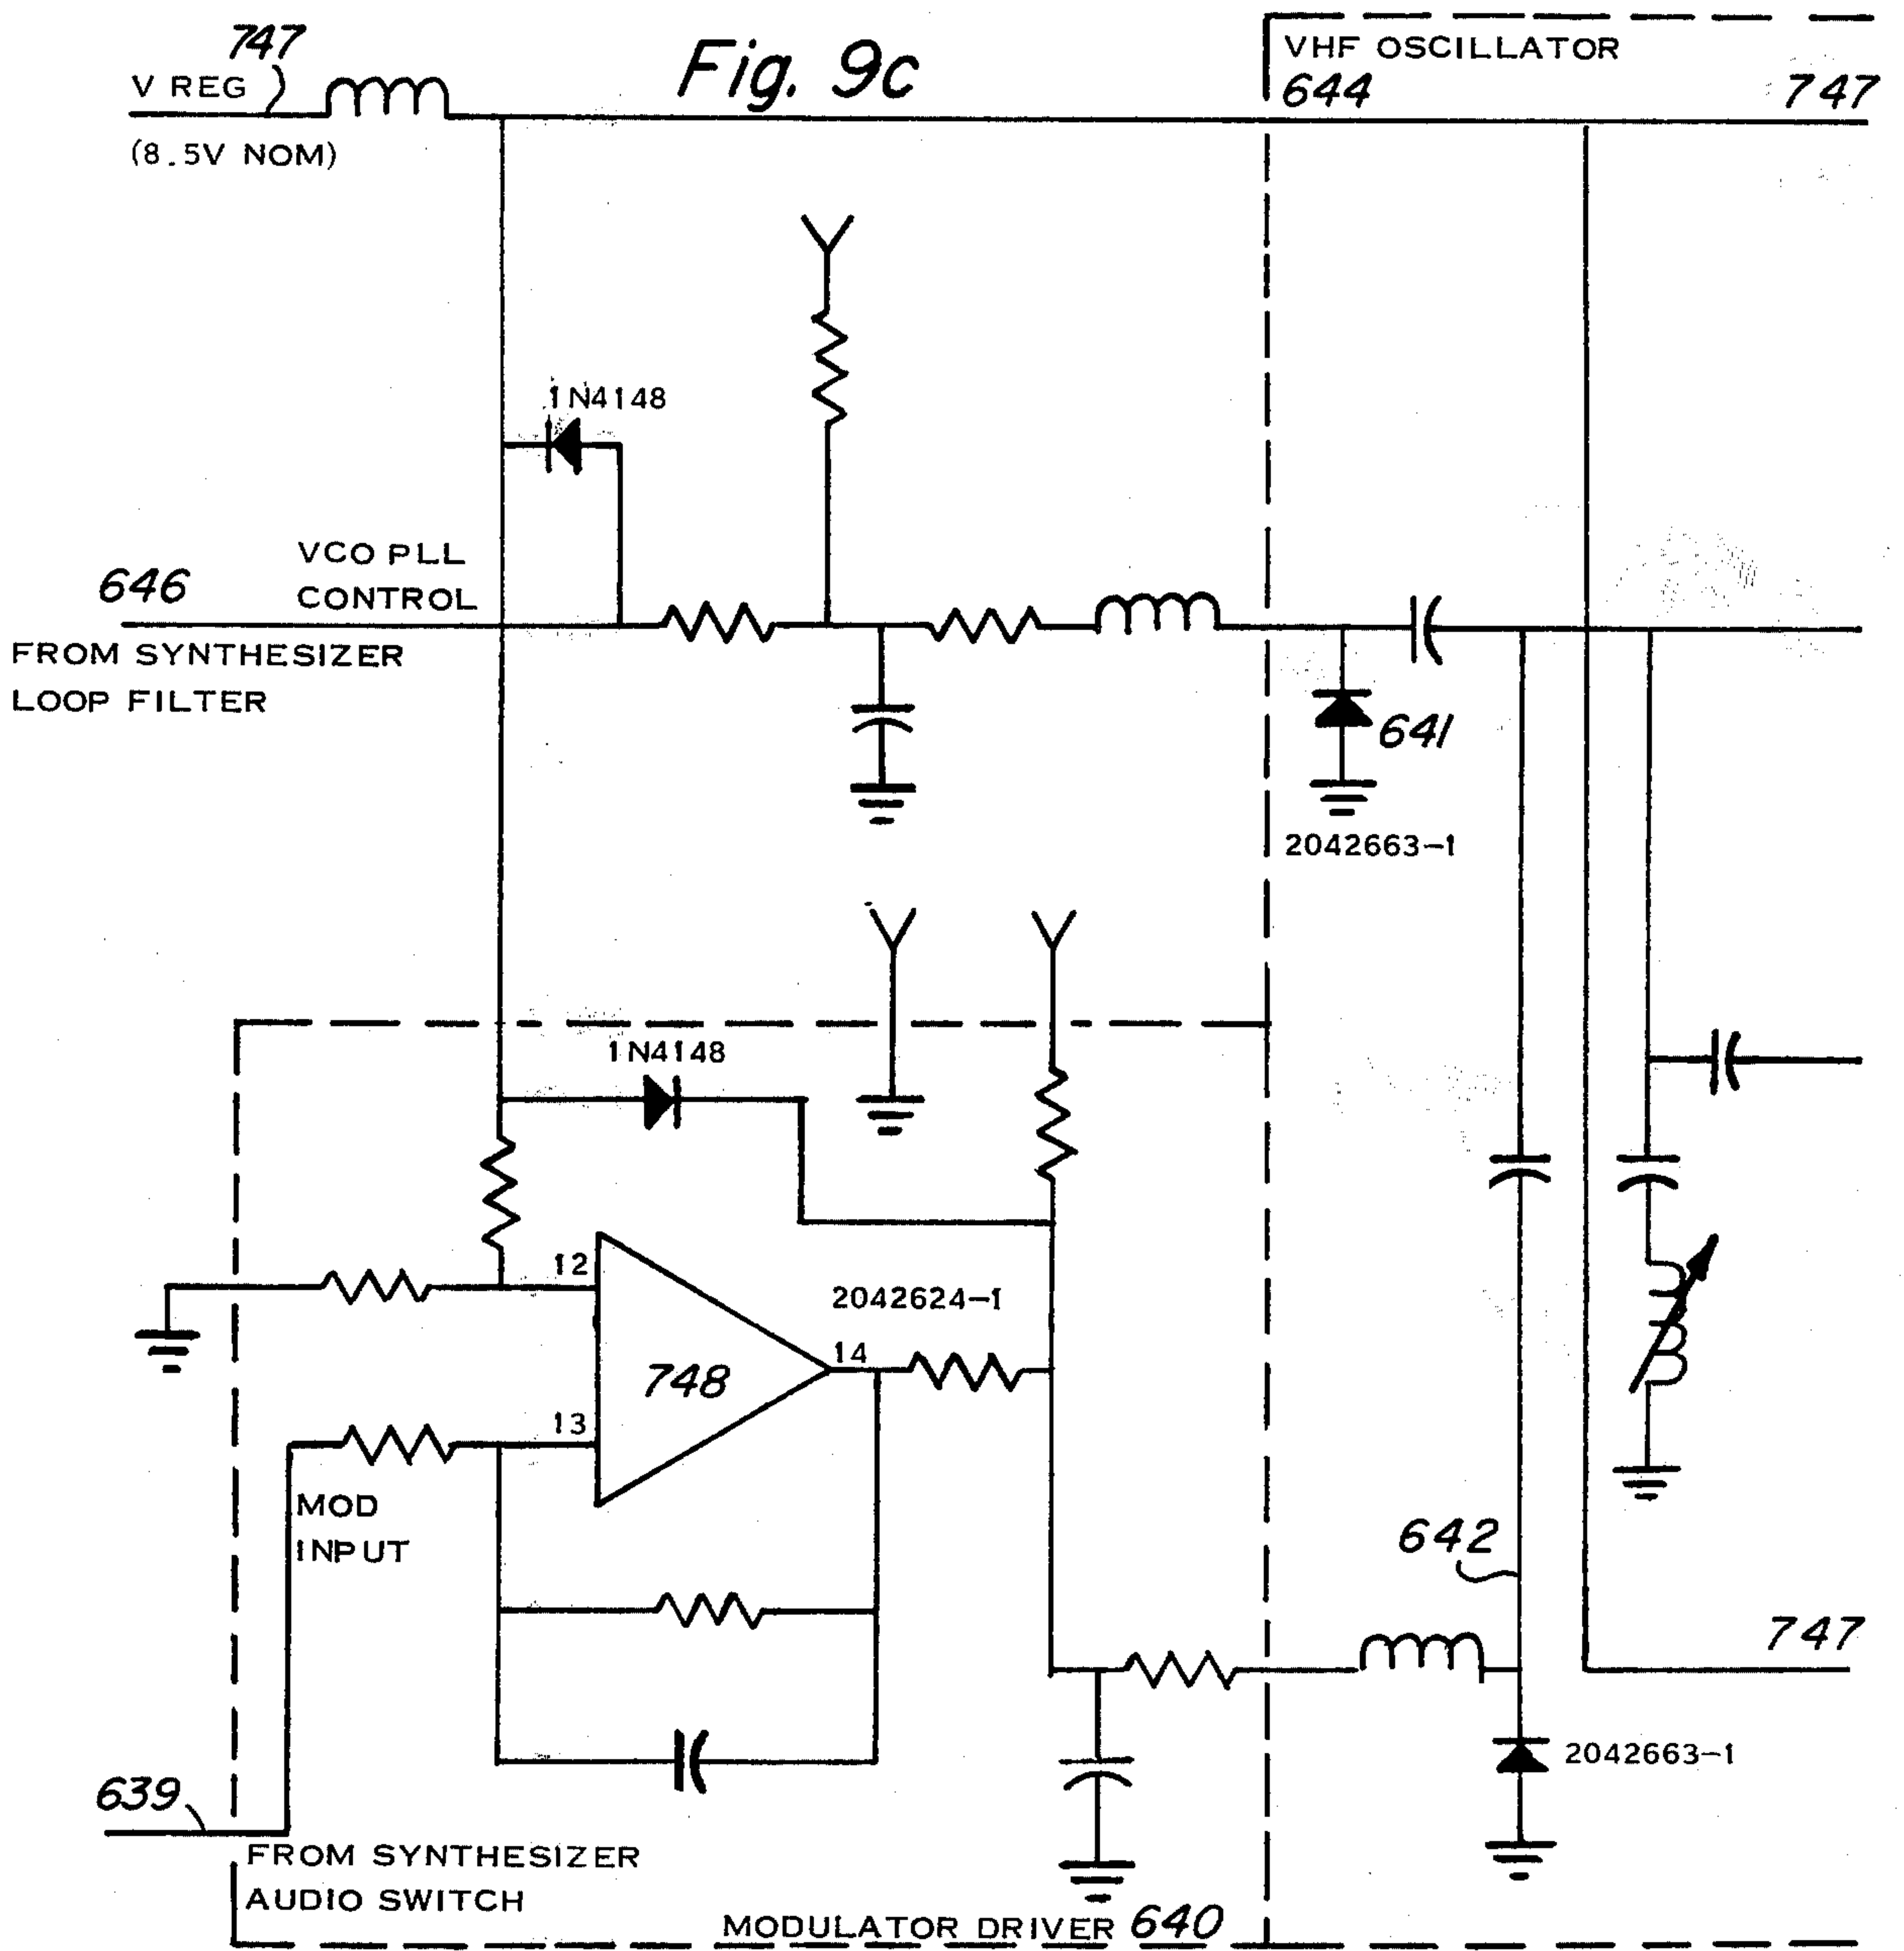 747
Fig. 9c
V REG
(8.5V NOM)
VHF OSCILLATOR
644
747
1N4148
VCO PLL
CONTROL
646
FROM SYNTHESIZER
LOOP FILTER
641
2042663-1
1N4148
12
2042624-1
14
748
13
MOD
INPUT
642
747
2042663-1
639
FROM SYNTHESIZER
AUDIO SWITCH
MODULATOR DRIVER 640